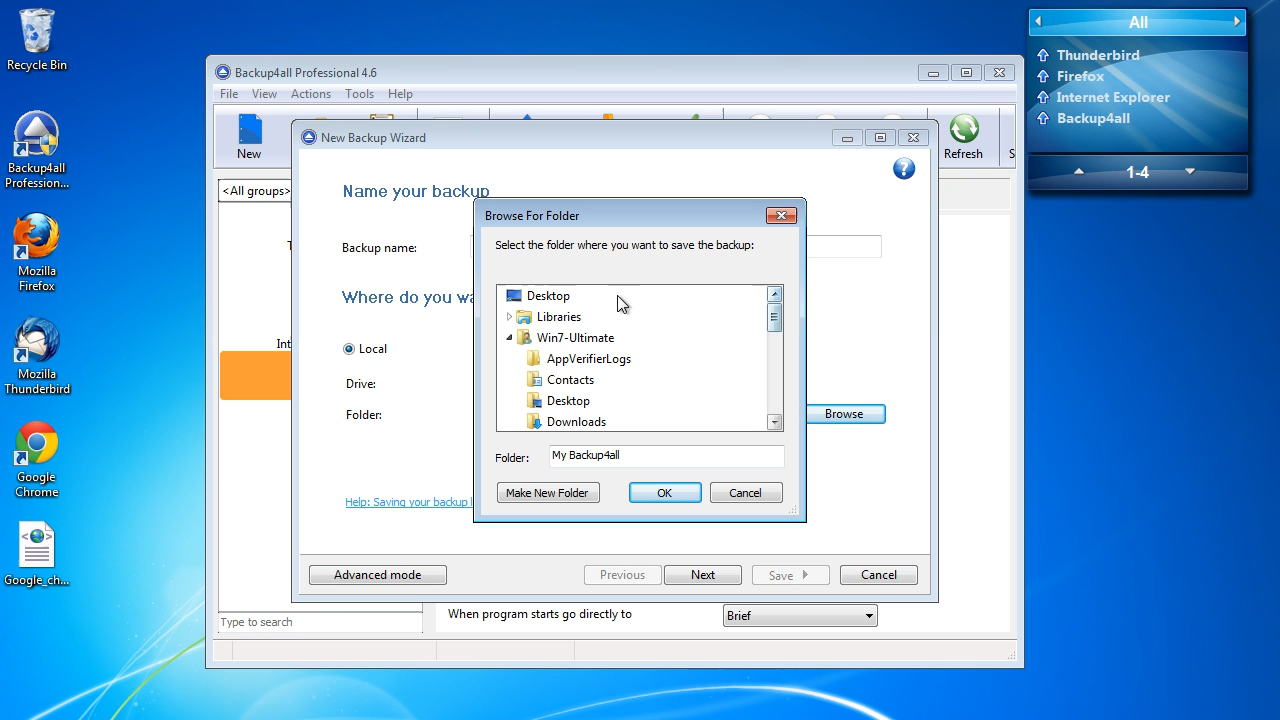 Recycle Bin
Backup4all
Profession...
Mozilla
Firefox
Mozilla
Thunderbird
Google
Chrome
Google_ch...
All
Thunderbird
Firefox
Internet Explorer
Backup4all
1-4
Backup4all Professional 4.6
File View Actions Tools Help
New
Refresh
<All groups>
New Backup Wizard
Name your backup
Backup name:
Where do you
Local
Drive:
Folder:
Browse
Help: Saving your backup
Browse For Folder
Select the folder where you want to save the backup:
Desktop
Libraries
Win7-Ultimate
AppVerifierLogs
Contacts
Desktop
Downloads
Folder: My Backup4all
Make New Folder OK Cancel
Advanced mode Previous Next Save Cancel
Type to search
When program starts go directly to Brief